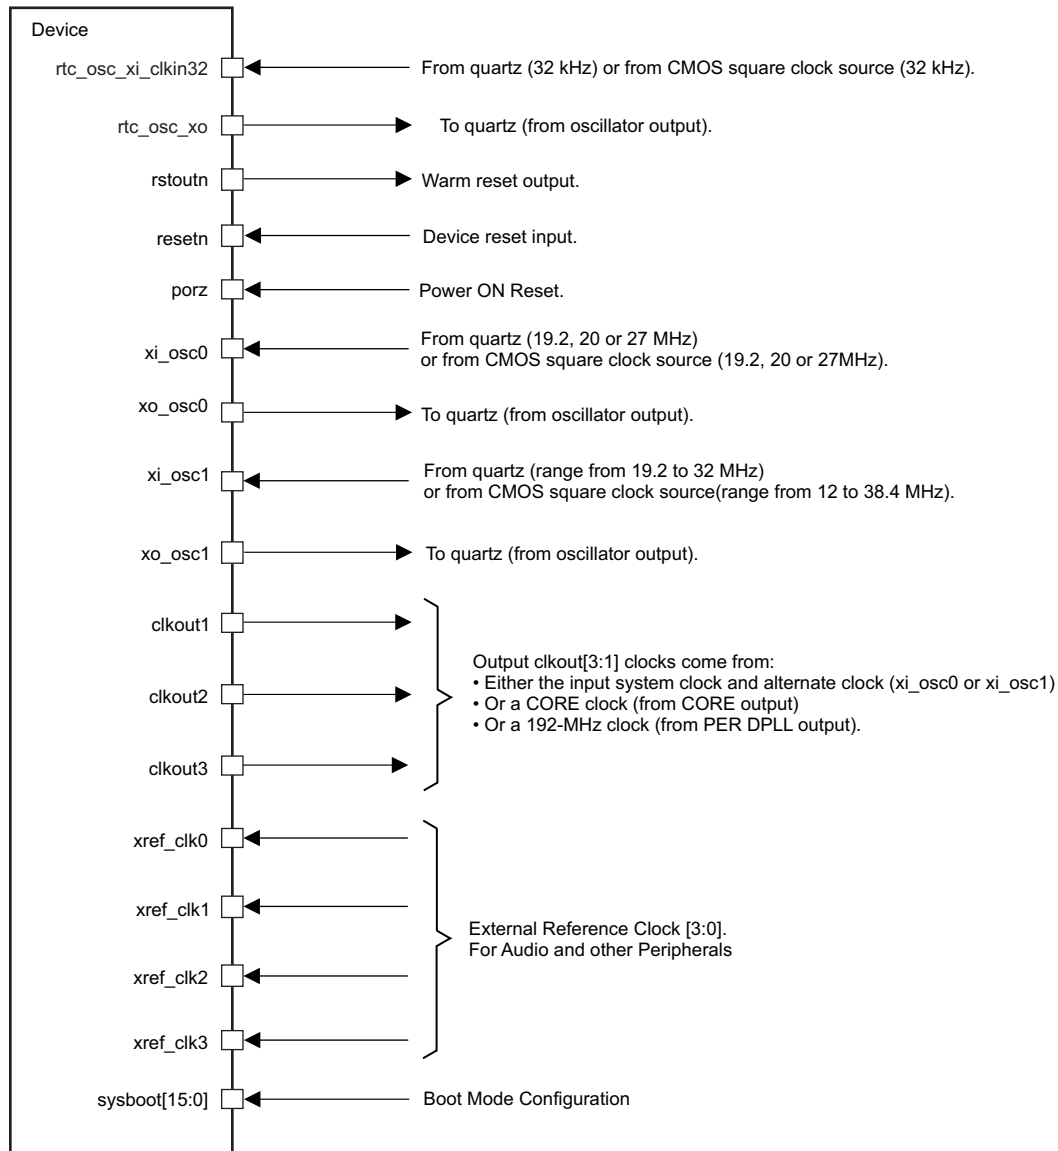 Device
rtc_osc_xi_clkin32
From quartz (32 kHz) or from CMOS square clock source (32 kHz).
rtc_osc_xo
To quartz (from oscillator output).
rstoutn
Warm reset output.
resetn
Device reset input.
porz
Power ON Reset.
xi_osc0
From quartz (19.2, 20 or 27 MHz)
or from CMOS square clock source (19.2, 20 or 27MHz).
xo_osc0
To quartz (from oscillator output).
xi_osc1
From quartz (range from 19.2 to 32 MHz)
or from CMOS square clock source(range from 12 to 38.4 MHz).
xo_osc1
To quartz (from oscillator output).
clkout1
clkout2
clkout3
Output clkout[3:1] clocks come from:
• Either the input system clock and alternate clock (xi_osc0 or xi_osc1)
• Or a CORE clock (from CORE output)
• Or a 192-MHz clock (from PER DPLL output).
xref_clk0
xref_clk1
xref_clk2
xref_clk3
External Reference Clock [3:0].
For Audio and other Peripherals
sysboot[15:0]
Boot Mode Configuration